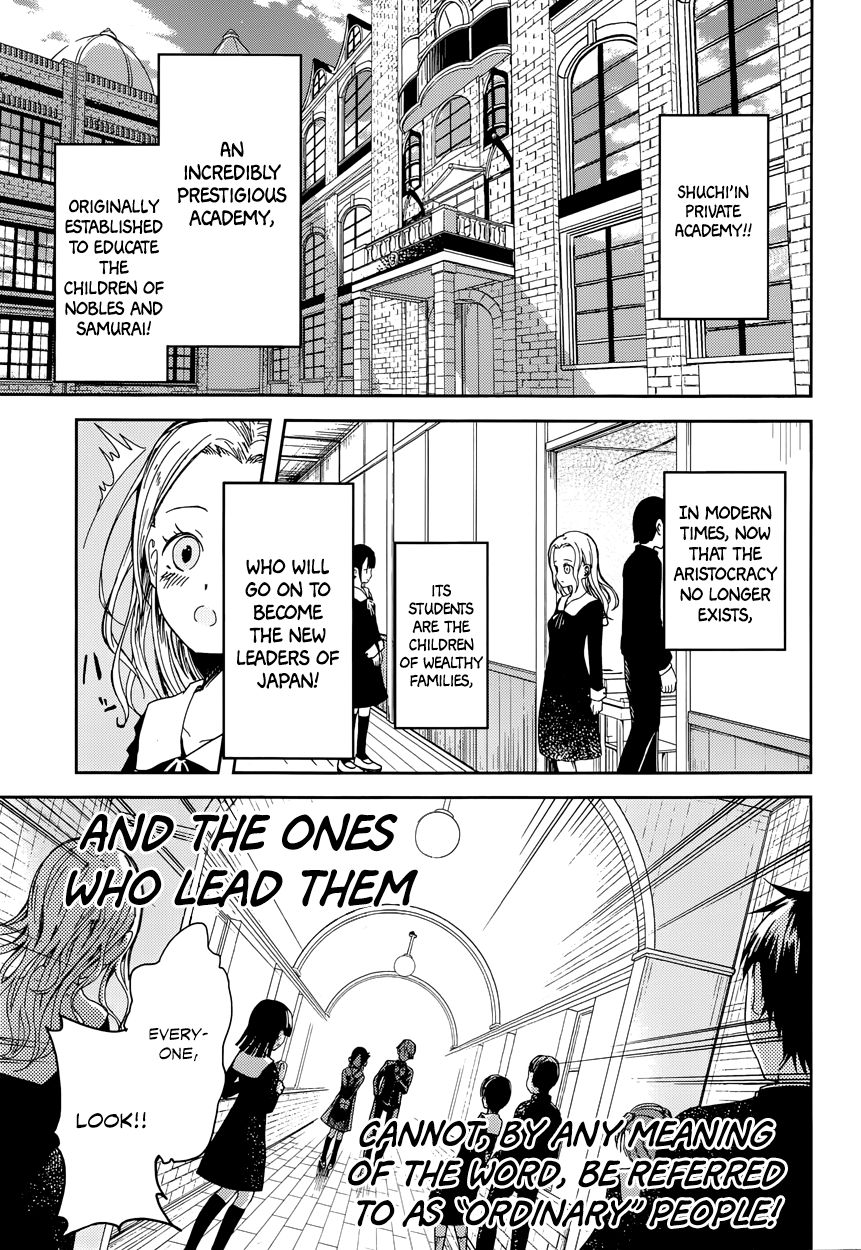 SHUCHI'IN
PRIVATE
ACADEMY!!
AN
INCREDIBLY
PRESTIGIOUS
ACADEMY,
ORIGINALLY
ESTABLISHED
TO EDUCATE
THE
CHILDREN OF
NOBLES AND
SAMURAI!
IN MODERN
TIMES, NOW
THAT THE
ARISTOCRACY
NO LONGER
EXISTS,
ITS
STUDENTS
ARE THE
CHILDREN
OF WEALTHY
FAMILIES,
WHO WILL
GO ON TO
BECOME
THE NEW
LEADERS OF
JAPAN!
AND THE ONES
WHO LEAD THEM
EVERY-
ONE,
LOOK!!
CANNOT, BY ANY MEANING
OF THE WORD, BE REFERRED
TO AS "ORDINARY" PEOPLE!